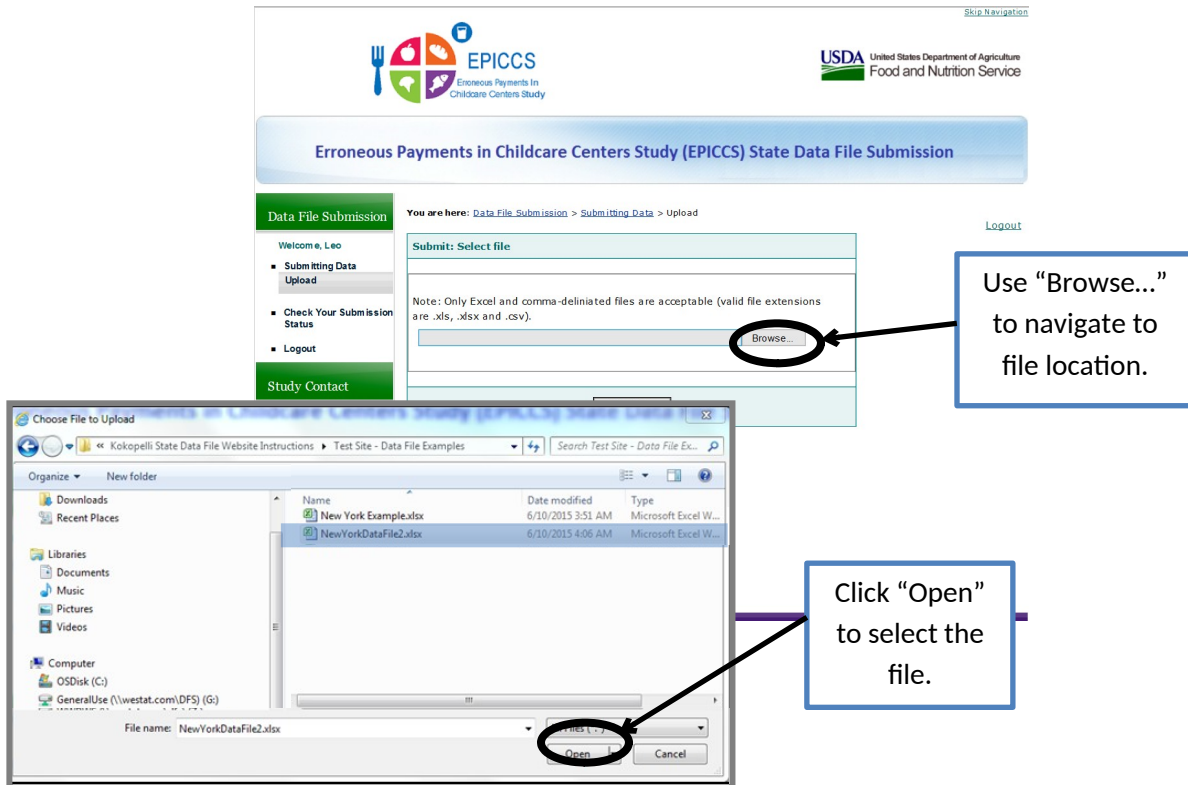 Skip Navigation
EPICCS
Erroneous Payments In
Childcare Centers Study
USDA United States Department of Agriculture
Food and Nutrition Service
Erroneous Payments in Childcare Centers Study (EPICCS) State Data File Submission
Data File Submission
You are here: Data File Submission > Submitting Data > Upload
Logout
Welcome, Leo
Submit: Select file
Submitting Data
Upload
Note: Only Excel and comma-deliniated files are acceptable (valid file extensions
are .xls, .xlsx and .csv).
Check Your Submission
Status
Browse...
Logout
Study Contact
Use “Browse…”
to navigate to
file location.
Choose File to Upload
« Kokopelli State Data File Website Instructions ▸ Test Site - Data File Examples
Search Test Site - Data File Ex...
Organize New folder
Downloads
Recent Places
Libraries
Documents
Music
Pictures
Videos
Computer
OSDisk (C:)
GeneralUse (\\westat.com\DFS) (G:)
Name Date modified Type
New York Example.xlsx 6/10/2015 3:51 AM Microsoft Excel W...
NewYorkDataFile2.xlsx 6/10/2015 4:06 AM Microsoft Excel W...
Click “Open”
to select the
file.
File name: NewYorkDataFile2.xlsx
Open Cancel